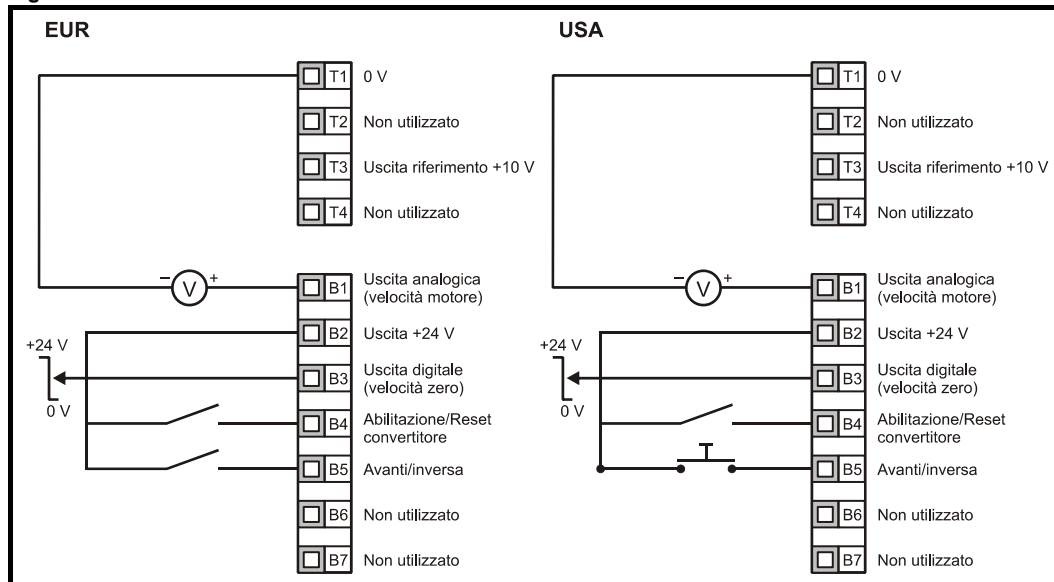 EUR
T1 0 V
T2 Non utilizzato
T3 Uscita riferimento +10 V
T4 Non utilizzato
− V +
B1 Uscita analogica
(velocità motore)
B2 Uscita +24 V
+24 V
B3 Uscita digitale
(velocità zero)
0 V
B4 Abilitazione/Reset
convertitore
B5 Avanti/inversa
B6 Non utilizzato
B7 Non utilizzato
USA
T1 0 V
T2 Non utilizzato
T3 Uscita riferimento +10 V
T4 Non utilizzato
− V +
B1 Uscita analogica
(velocità motore)
B2 Uscita +24 V
+24 V
B3 Uscita digitale
(velocità zero)
0 V
B4 Abilitazione/Reset
convertitore
B5 Avanti/inversa
B6 Non utilizzato
B7 Non utilizzato